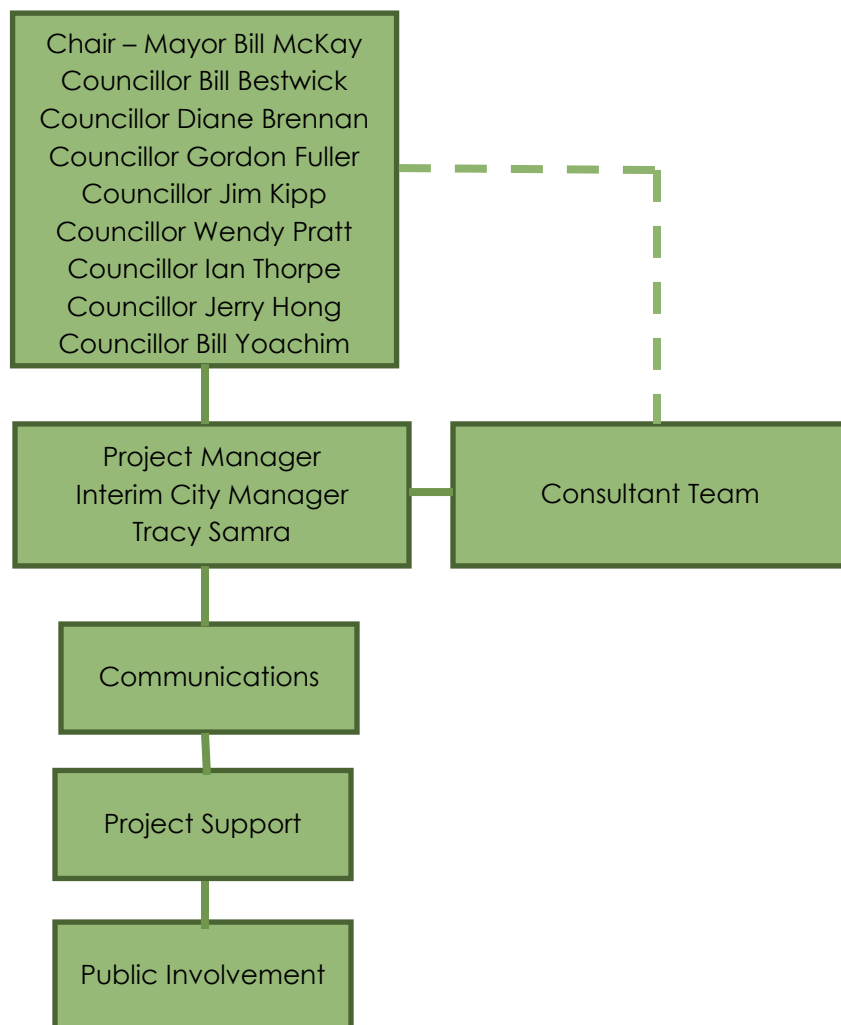 Chair – Mayor Bill McKay
Councillor Bill Bestwick
Councillor Diane Brennan
Councillor Gordon Fuller
Councillor Jim Kipp
Councillor Wendy Pratt
Councillor Ian Thorpe
Councillor Jerry Hong
Councillor Bill Yoachim
Project Manager
Interim City Manager
Tracy Samra
Consultant Team
Communications
Project Support
Public Involvement